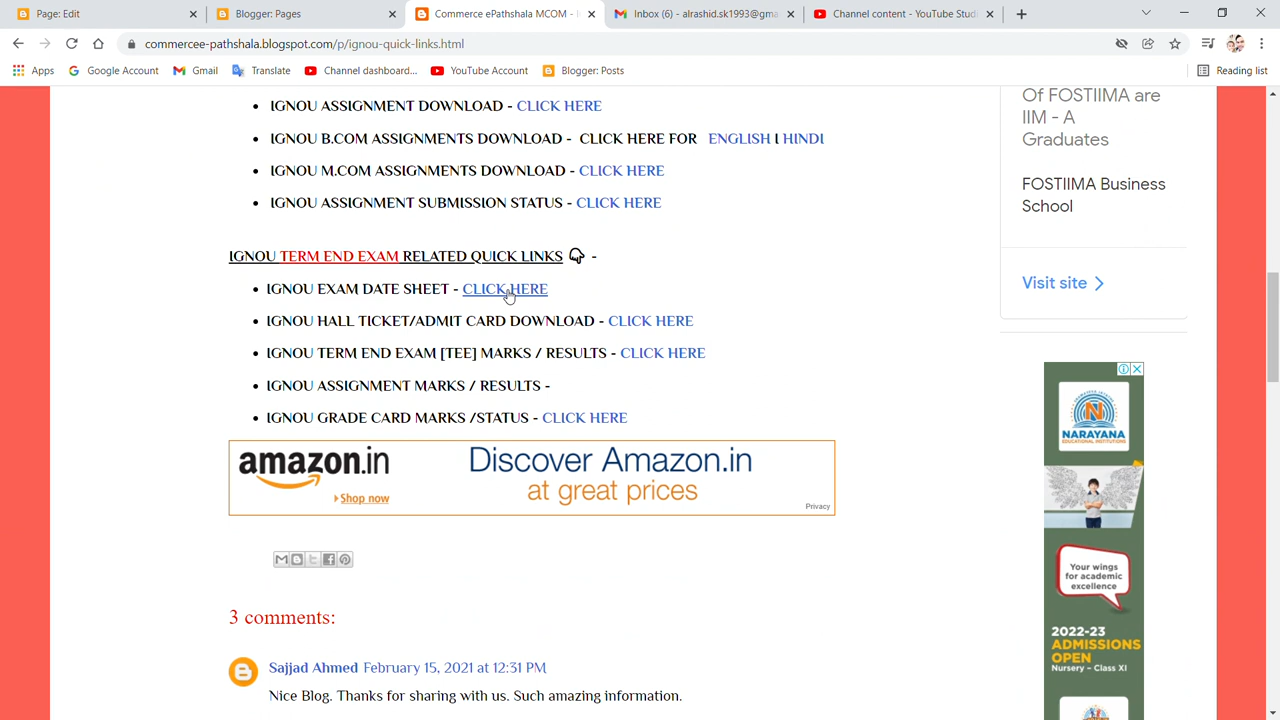 Page: Edit
Blogger: Pages
Commerce ePathshala MCOM - I
Inbox (6) - alrashid.sk1993@gma
Channel content - YouTube Stud
commercee-pathshala.blogspot.com/p/ignou-quick-links.html
Apps
Google Account
Gmail
Translate
Channel dashboard...
YouTube Account
Blogger: Posts
Reading list
• IGNOU ASSIGNMENT DOWNLOAD - CLICK HERE
• IGNOU B.COM ASSIGNMENTS DOWNLOAD - CLICK HERE FOR ENGLISH I HINDI
• IGNOU M.COM ASSIGNMENTS DOWNLOAD - CLICK HERE
• IGNOU ASSIGNMENT SUBMISSION STATUS - CLICK HERE
IGNOU TERM END EXAM RELATED QUICK LINKS -
• IGNOU EXAM DATE SHEET - CLICK HERE
• IGNOU HALL TICKET/ADMIT CARD DOWNLOAD - CLICK HERE
• IGNOU TERM END EXAM [TEE] MARKS / RESULTS - CLICK HERE
• IGNOU ASSIGNMENT MARKS / RESULTS -
• IGNOU GRADE CARD MARKS /STATUS - CLICK HERE
amazon.in
Shop now
Discover Amazon.in
at great prices
Privacy
3 comments:
Sajjad Ahmed February 15, 2021 at 12:31 PM
Nice Blog. Thanks for sharing with us. Such amazing information.
Of FOSTIIMA are
IIM - A
Graduates
FOSTIIMA Business
School
Visit site
NARAYANA
EDUCATIONAL INSTITUTIONS
Your wings
for academic
excellence
2022-23
ADMISSIONS
OPEN
Nursery - Class XI